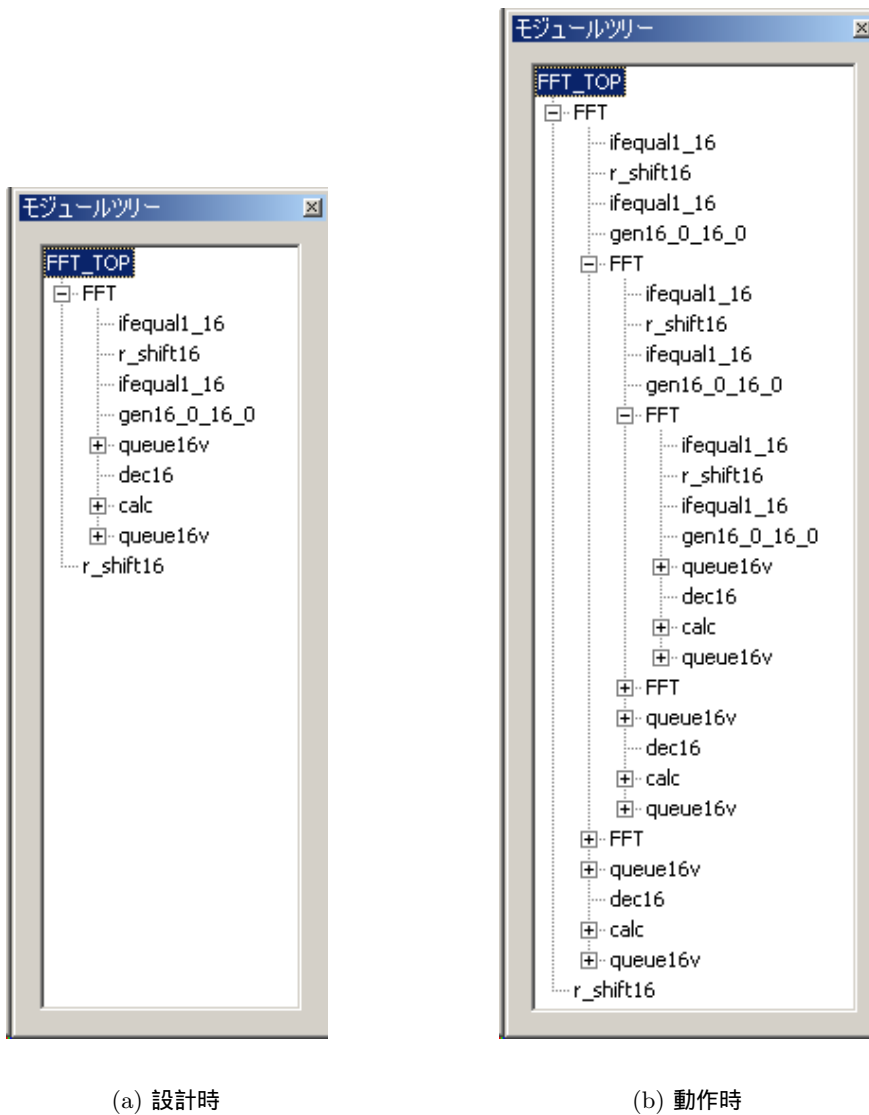 モジュールツリー
FFT_TOP
FFT
ifequal1_16
r_shift16
ifequal1_16
gen16_0_16_0
queue16v
dec16
calc
queue16v
r_shift16
(a) 設計時
モジュールツリー
FFT_TOP
FFT
ifequal1_16
r_shift16
ifequal1_16
gen16_0_16_0
FFT
ifequal1_16
r_shift16
ifequal1_16
gen16_0_16_0
FFT
ifequal1_16
r_shift16
ifequal1_16
gen16_0_16_0
queue16v
dec16
calc
queue16v
FFT
queue16v
dec16
calc
queue16v
FFT
queue16v
dec16
calc
queue16v
r_shift16
(b) 動作時